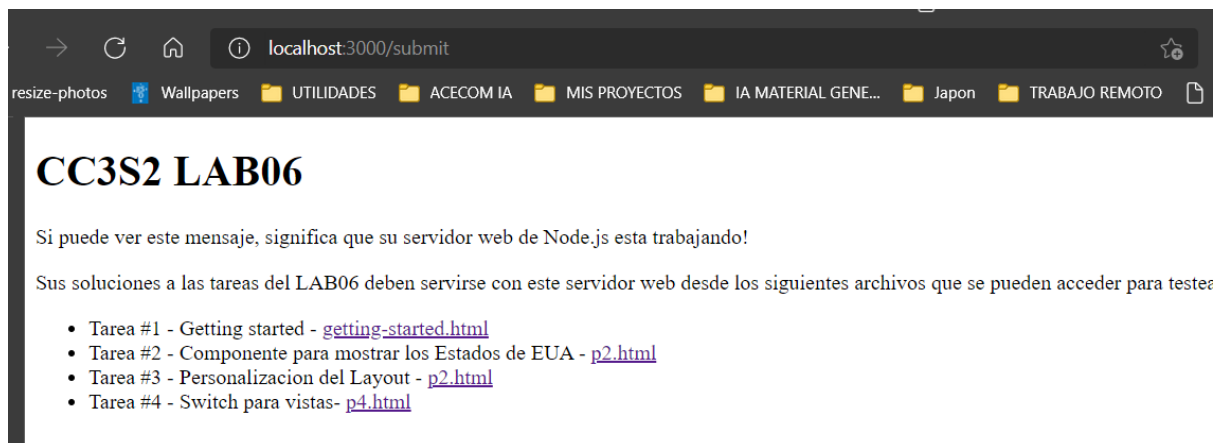 localhost:3000/submit
resize-photos Wallpapers UTILIDADES ACECOM IA MIS PROYECTOS IA MATERIAL GENE... Japon TRABAJO REMOTO
CC3S2 LAB06
Si puede ver este mensaje, significa que su servidor web de Node.js esta trabajando!
Sus soluciones a las tareas del LAB06 deben servirse con este servidor web desde los siguientes archivos que se pueden acceder para testea
• Tarea #1 - Getting started - getting-started.html
• Tarea #2 - Componente para mostrar los Estados de EUA - p2.html
• Tarea #3 - Personalizacion del Layout - p2.html
• Tarea #4 - Switch para vistas- p4.html